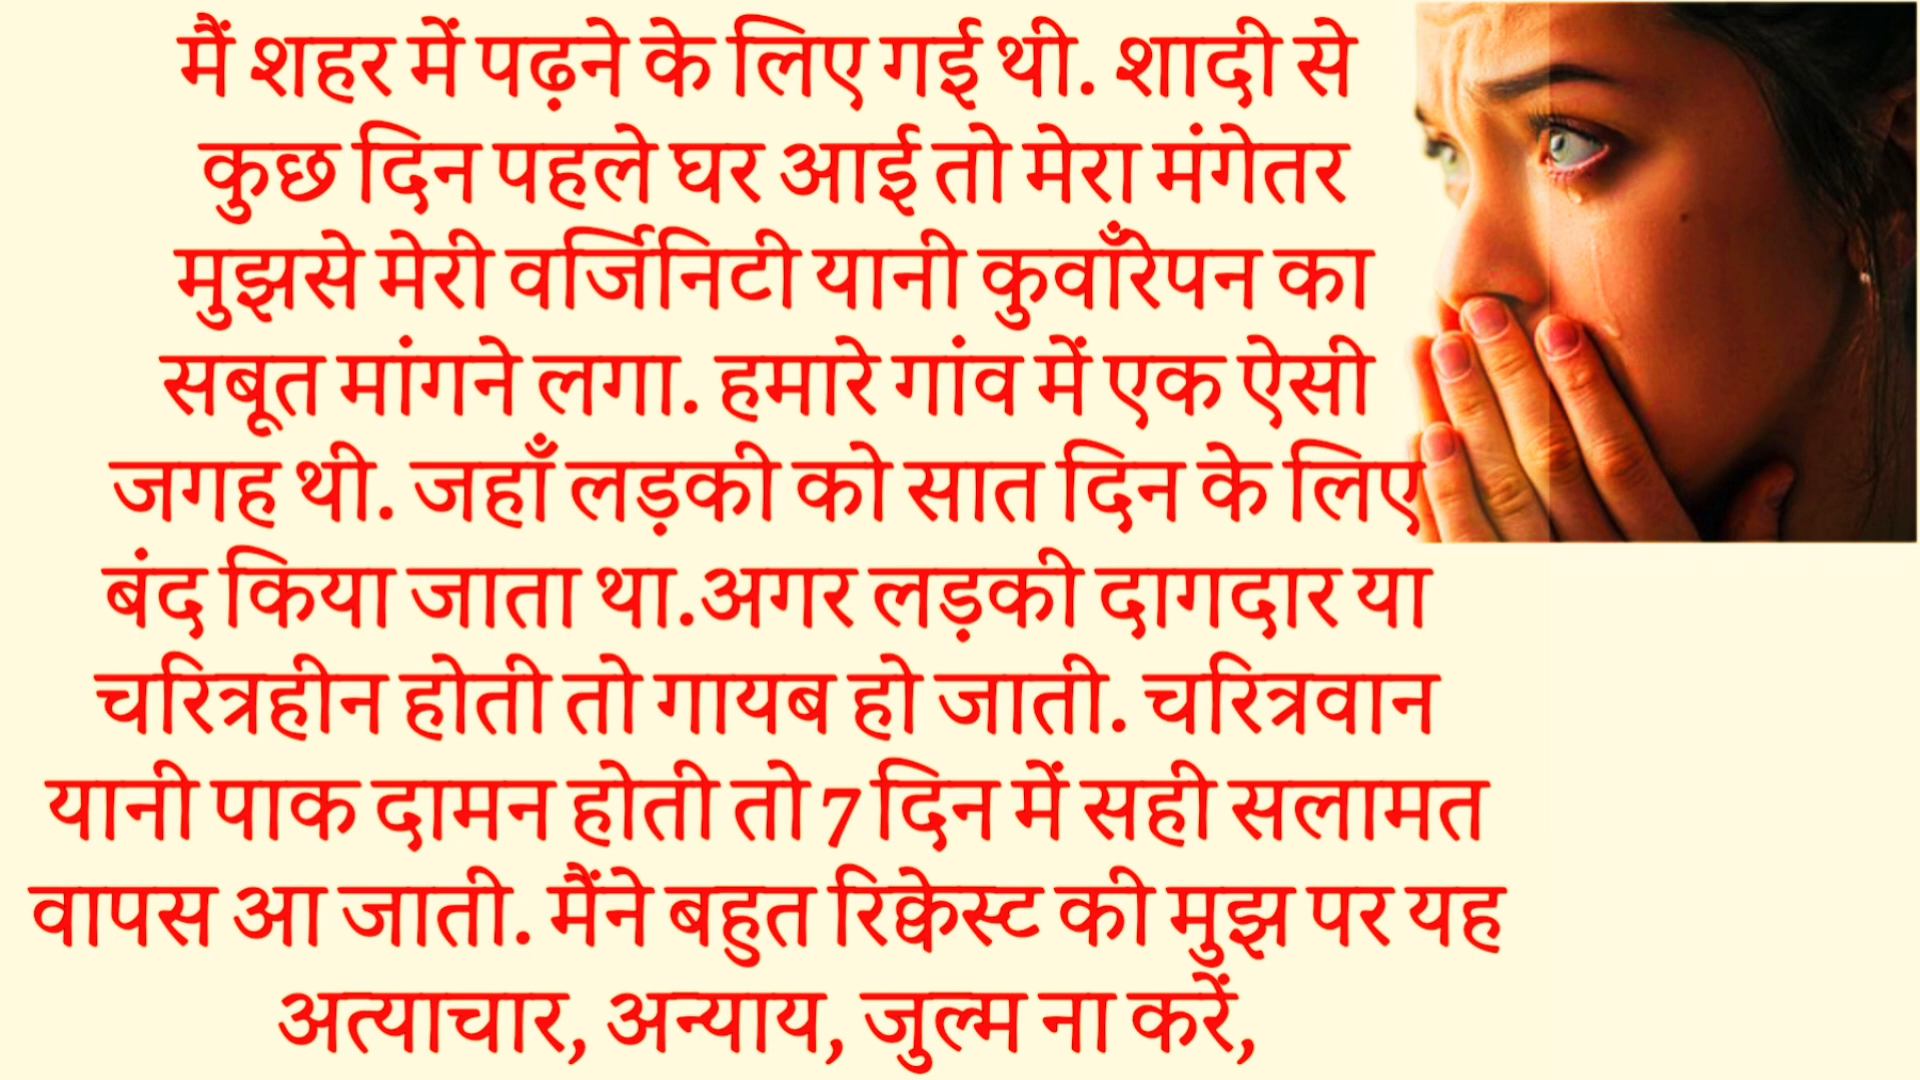 मैं शहर में पढ़ने के लिए गई थी. शादी से
कुछ दिन पहले घर आई तो मेरा मंगेतर
मुझसे मेरी वर्जिनिटी यानी कुवाँरेपन का
सबूत मांगने लगा. हमारे गांव में एक ऐसी
जगह थी. जहाँ लड़की को सात दिन के लिए
बंद किया जाता था.अगर लड़की दागदार या
चरित्रहीन होती तो गायब हो जाती. चरित्रवान
यानी पाक दामन होती तो 7 दिन में सही सलामत
वापस आ जाती. मैंने बहुत रिक्वेस्ट की मुझ पर यह
अत्याचार, अन्याय, जुल्म ना करें,